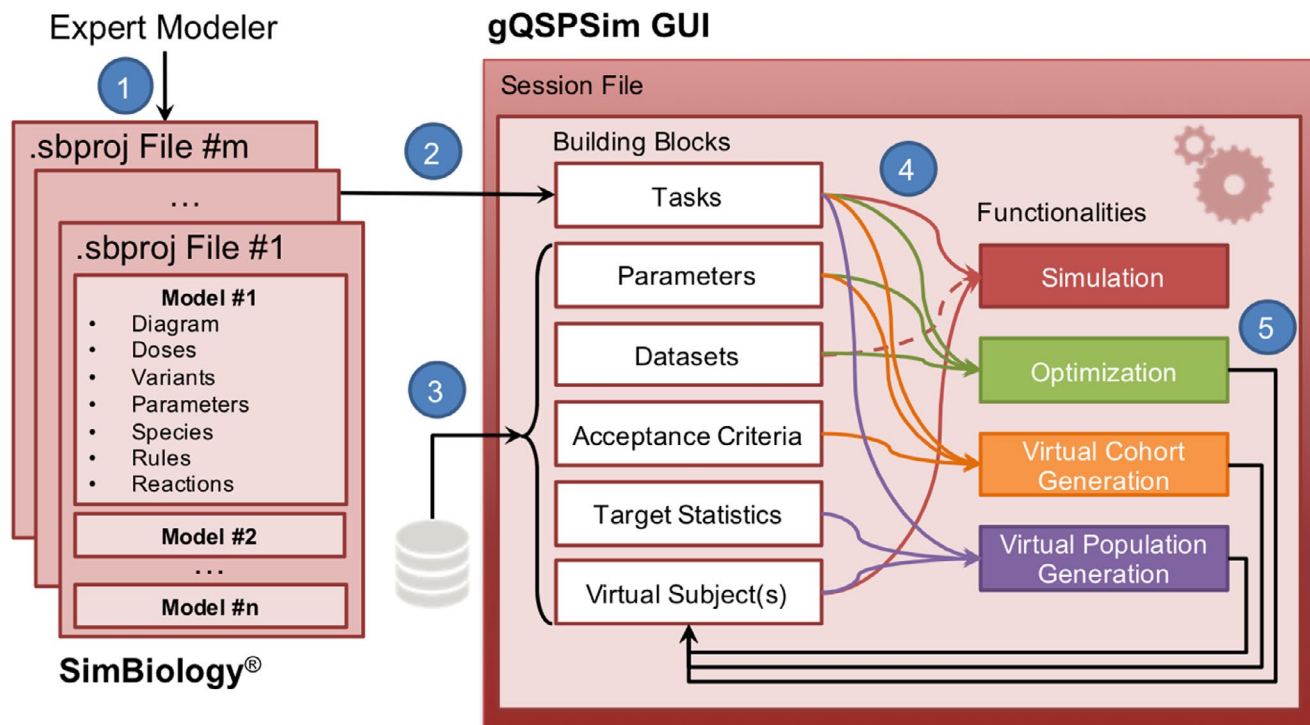 Expert Modeler
1
.sbproj File #m
...
.sbproj File #1
Model #1
• Diagram
• Doses
• Variants
• Parameters
• Species
• Rules
• Reactions
Model #2
...
Model #n
SimBiology®
2
3
gQSPSim GUI
Session File
Building Blocks
Tasks
Parameters
Datasets
Acceptance Criteria
Target Statistics
Virtual Subject(s)
4
Functionalities
Simulation
5
Optimization
Virtual Cohort
Generation
Virtual Population
Generation